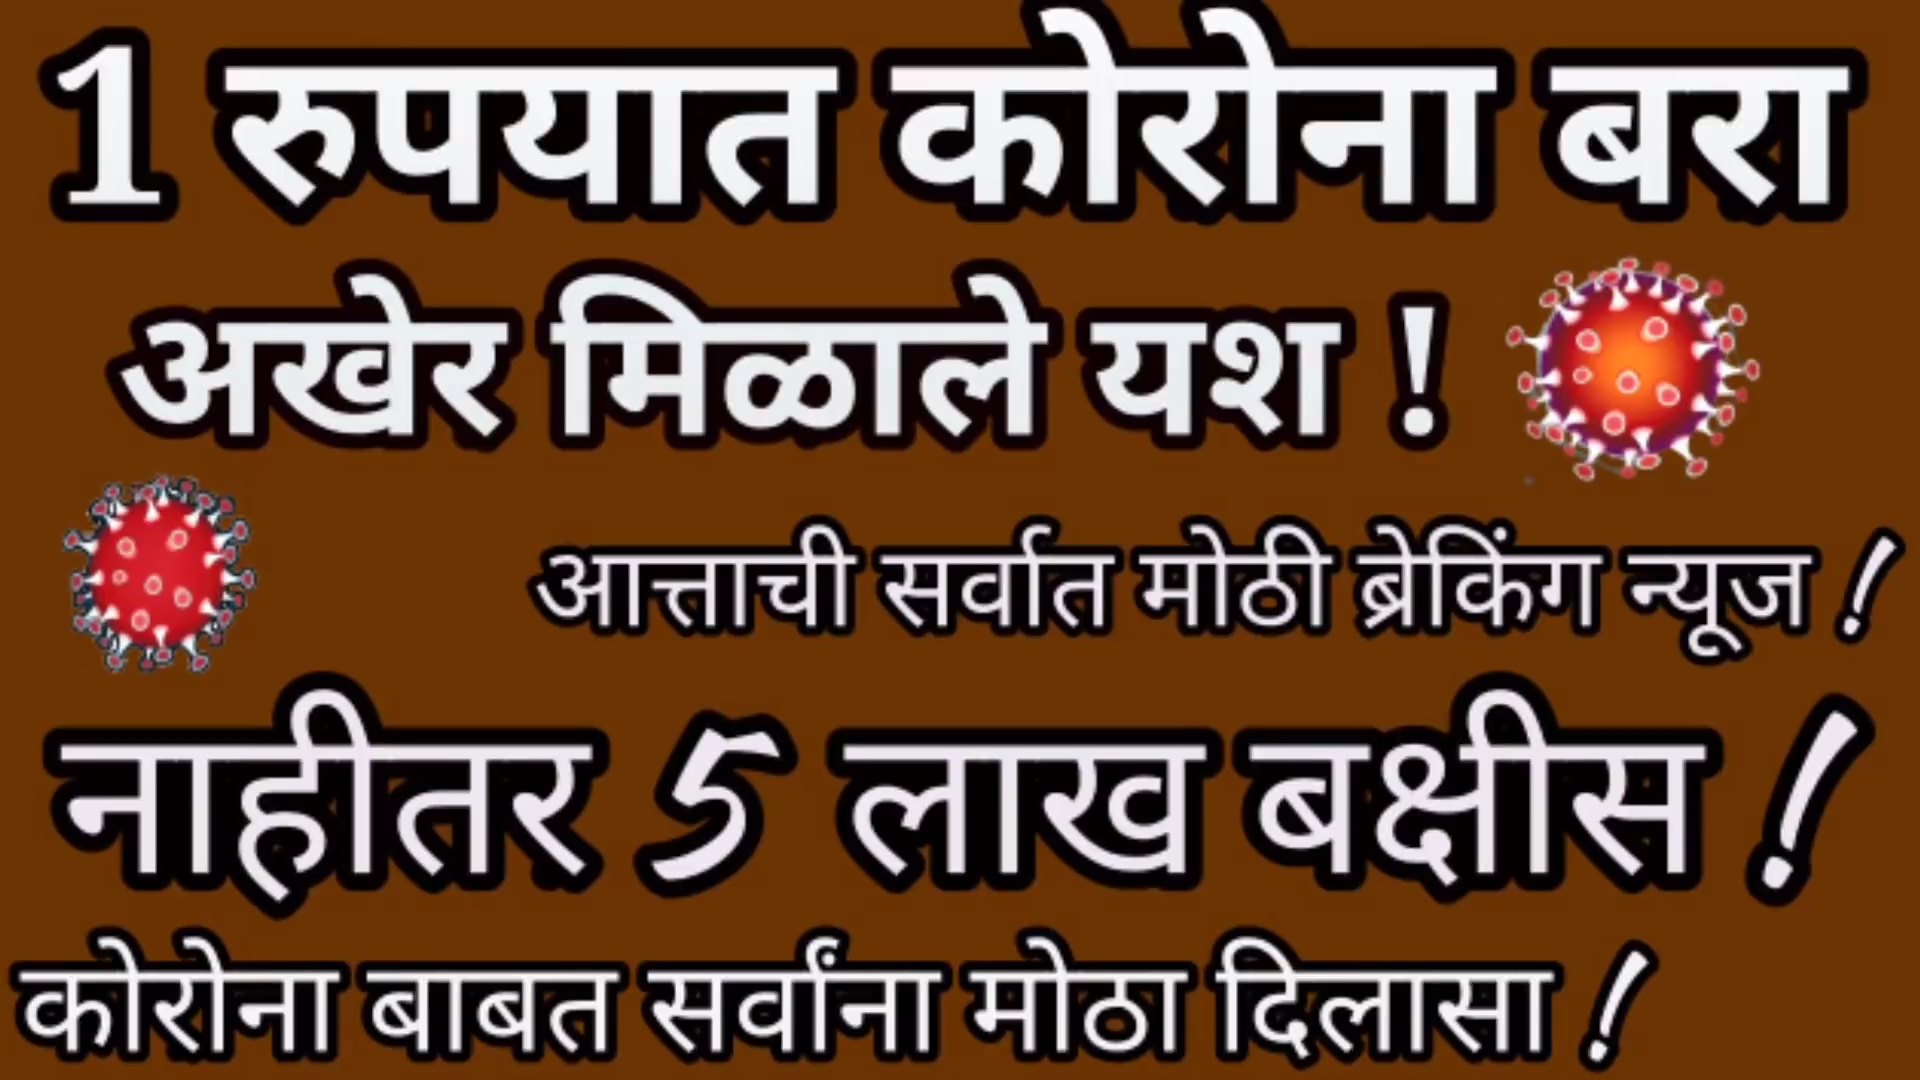 1 रुपयात कोरोना बरा
अखेर मिळाले यश !
आत्ताची सर्वात मोठी ब्रेकिंग न्यूज !
नाहीतर 5 लाख बक्षीस !
कोरोना बाबत सर्वांना मोठा दिलासा !